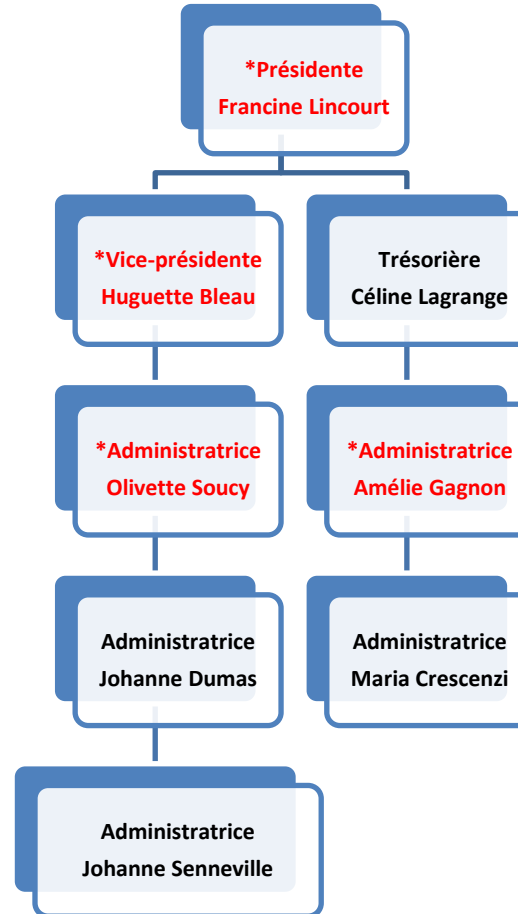 *Présidente
Francine Lincourt
*Vice-présidente
Huguette Bleau
Trésorière
Céline Lagrange
*Administratrice
Olivette Soucy
*Administratrice
Amélie Gagnon
Administratrice
Johanne Dumas
Administratrice
Maria Crescenzi
Administratrice
Johanne Senneville